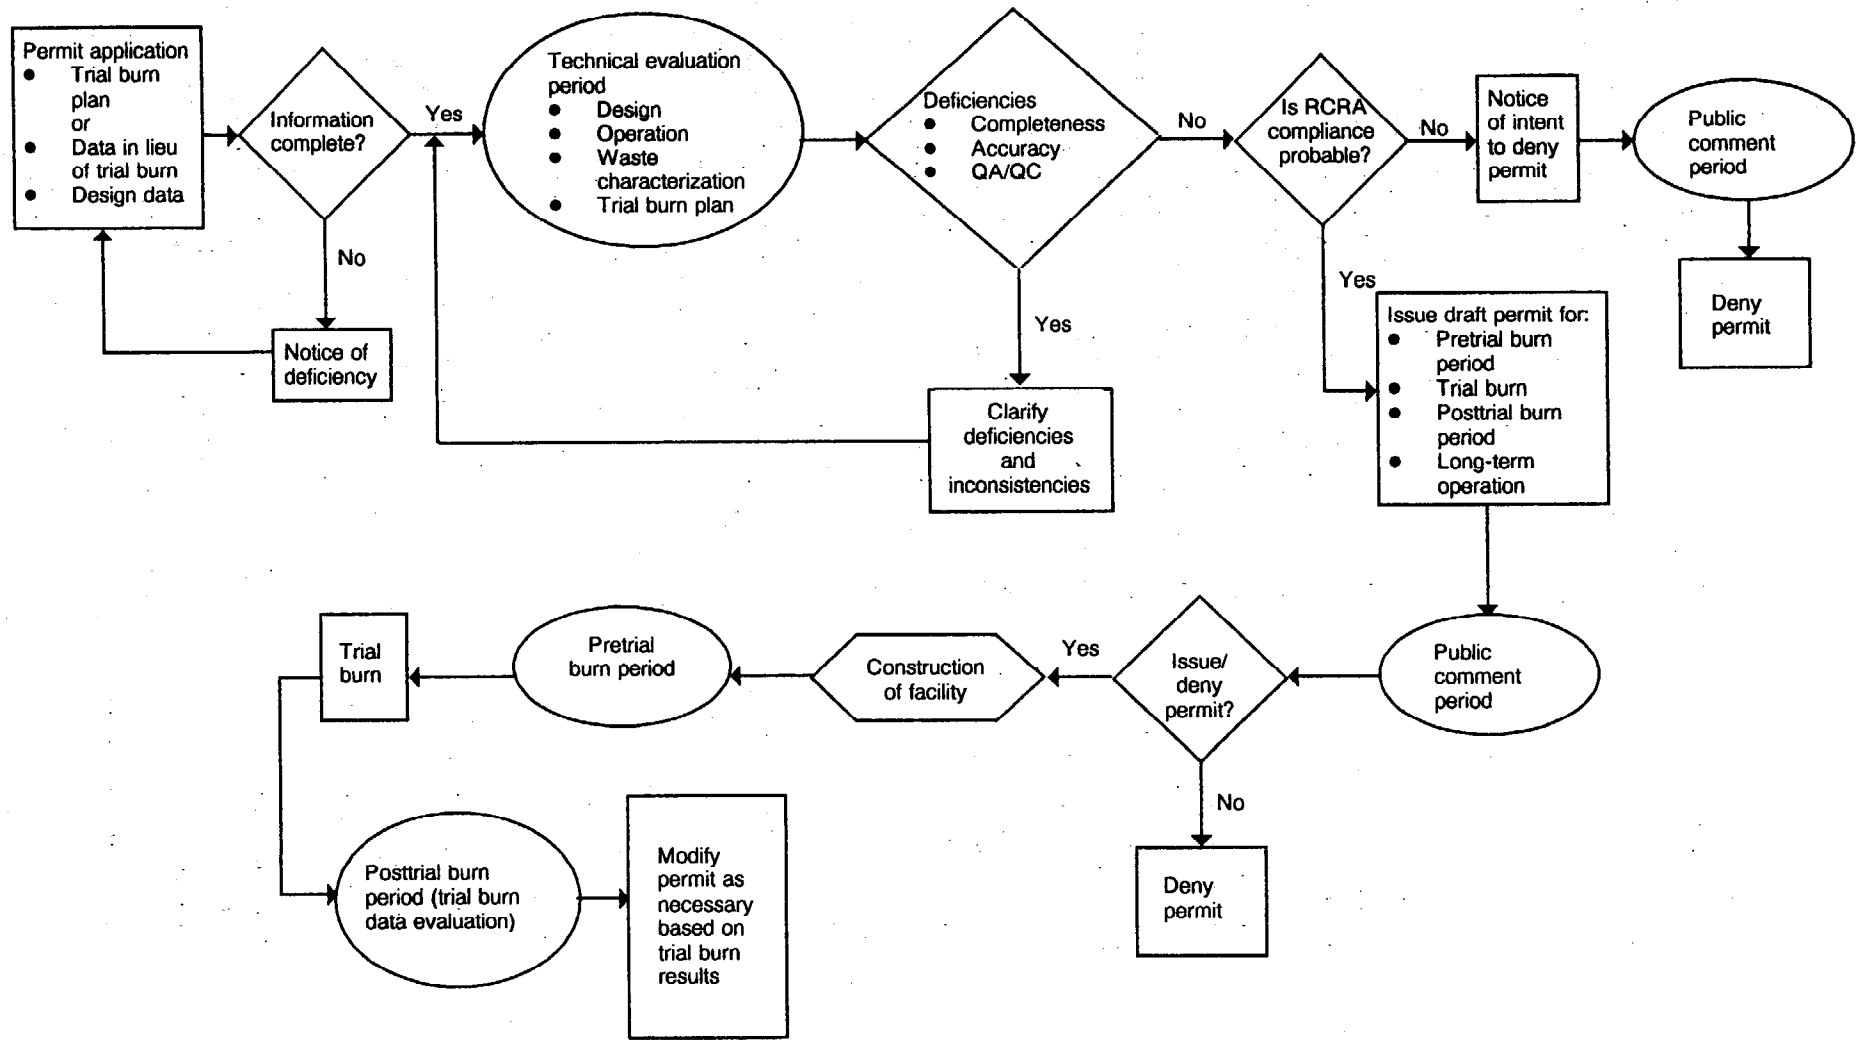 Permit application
● Trial burn
plan
or
● Data in lieu
of trial burn
● Design data
Information
complete?
Yes
No
Notice of
deficiency
Technical evaluation
period
● Design
● Operation
● Waste
characterization
● Trial burn plan
Deficiencies
● Completeness
● Accuracy
● QA/QC
No
Yes
Clarify
deficiencies
and
inconsistencies
Is RCRA
compliance
probable?
No
Notice
of intent
to deny
permit
Public
comment
period
Deny
permit
Yes
Issue draft permit for:
● Pretrial burn
period
● Trial burn
● Posttrial burn
period
● Long-term
operation
Public
comment
period
Issue/
deny
permit?
Yes
No
Deny
permit
Construction
of facility
Pretrial
burn period
Trial
burn
Posttrial burn
period (trial burn
data evaluation)
Modify
permit as
necessary
based on
trial burn
results